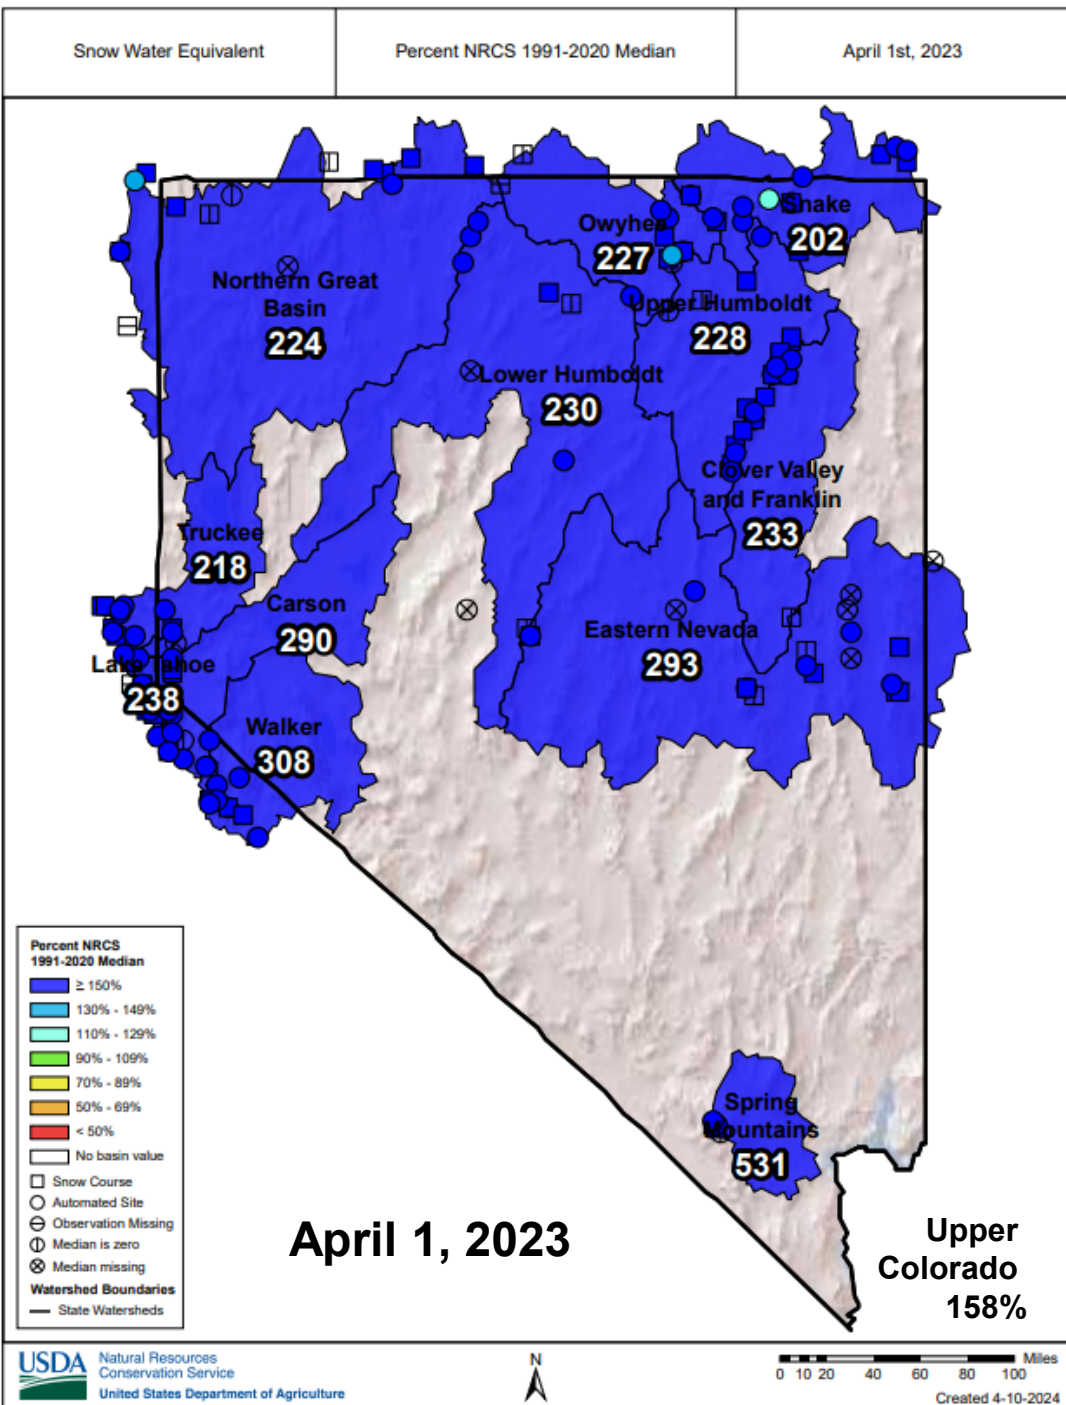 Snow Water Equivalent
Percent NRCS 1991-2020 Median
April 1st, 2023
Snake
202
Owyhee
227
Northern Great
Basin
224
Upper Humboldt
228
Lower Humboldt
230
Clover Valley
and Franklin
233
Truckee
218
Carson
290
Eastern Nevada
293
Lake Tahoe
238
Walker
308
Percent NRCS
1991-2020 Median
≥ 150%
130% - 149%
110% - 129%
90% - 109%
70% - 89%
50% - 69%
< 50%
No basin value
Snow Course
Automated Site
Observation Missing
Median is zero
Median missing
Watershed Boundaries
State Watersheds
Spring
Mountains
531
April 1, 2023
Upper
Colorado
158%
USDA
Natural Resources
Conservation Service
United States Department of Agriculture
N
Miles
0 10 20 40 60 80 100
Created 4-10-2024